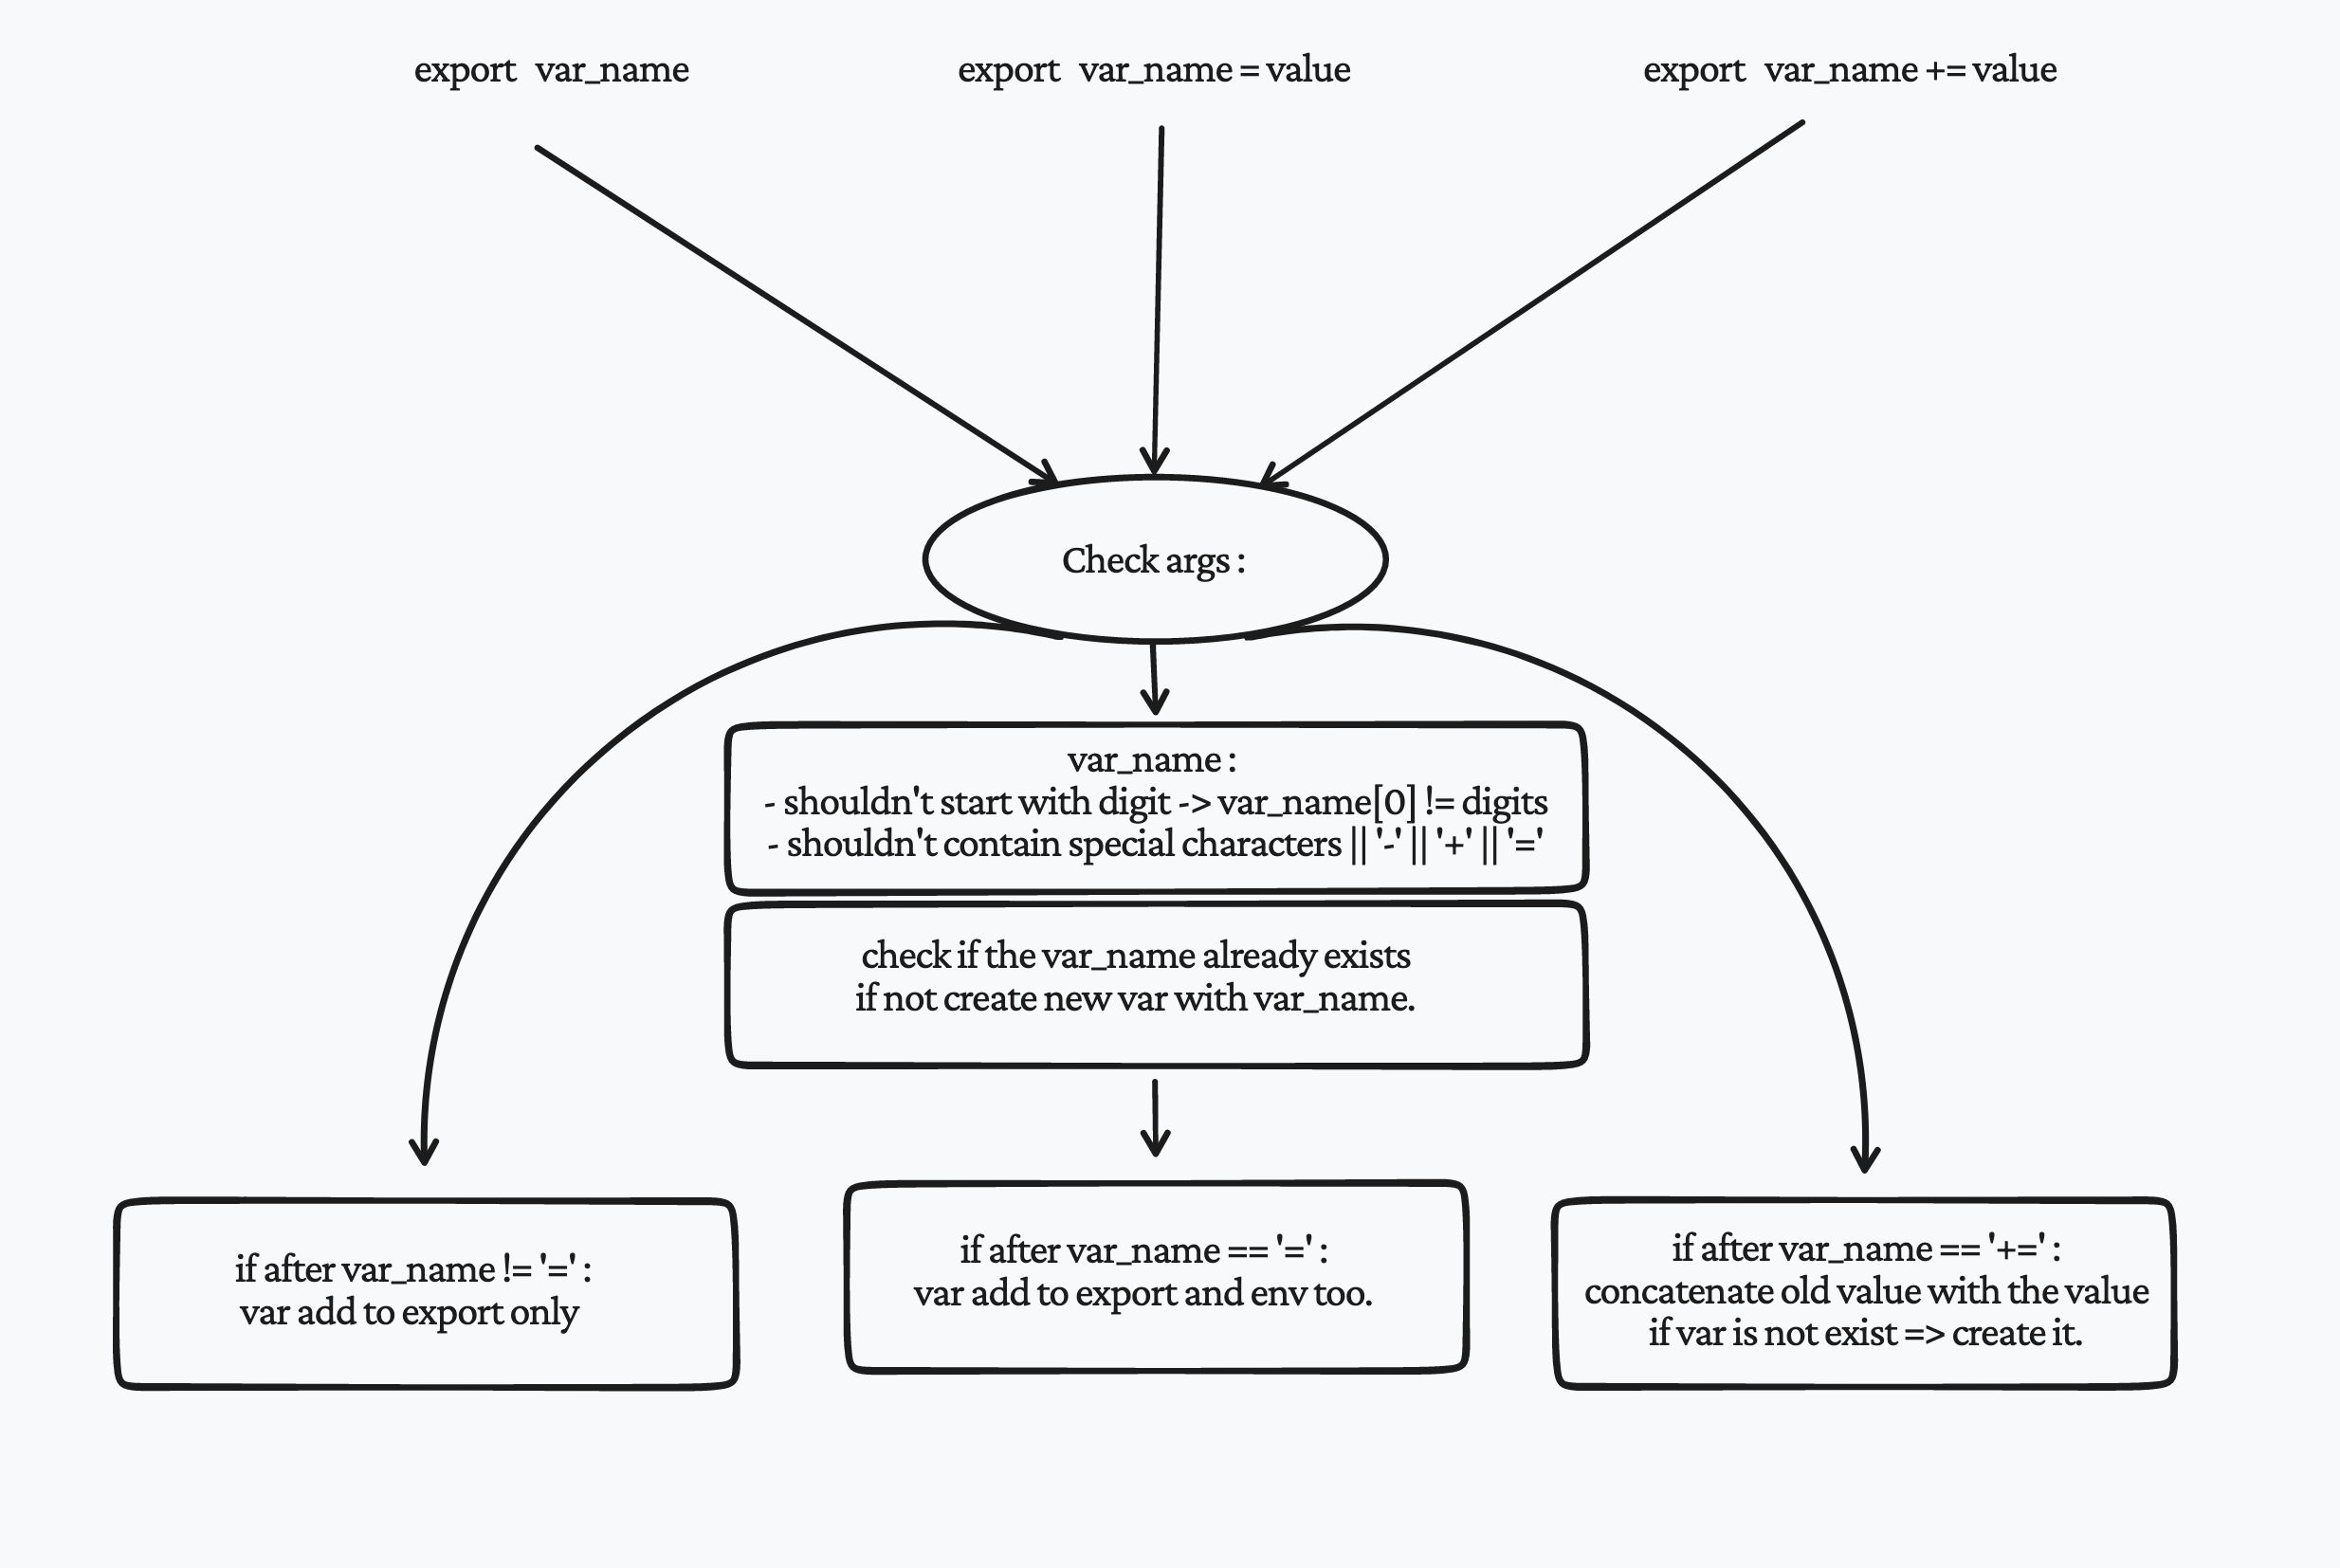 export var_name
export var_name = value
export var_name += value
Check args :
var_name :
- shouldn't start with digit -> var_name[0] != digits
- shouldn't contain special characters || '-' || '+' || '='
check if the var_name already exists
if not create new var with var_name.
if after var_name != '=' :
var add to export only
if after var_name == '=' :
var add to export and env too.
if after var_name == '+=' :
concatenate old value with the value
if var is not exist => create it.